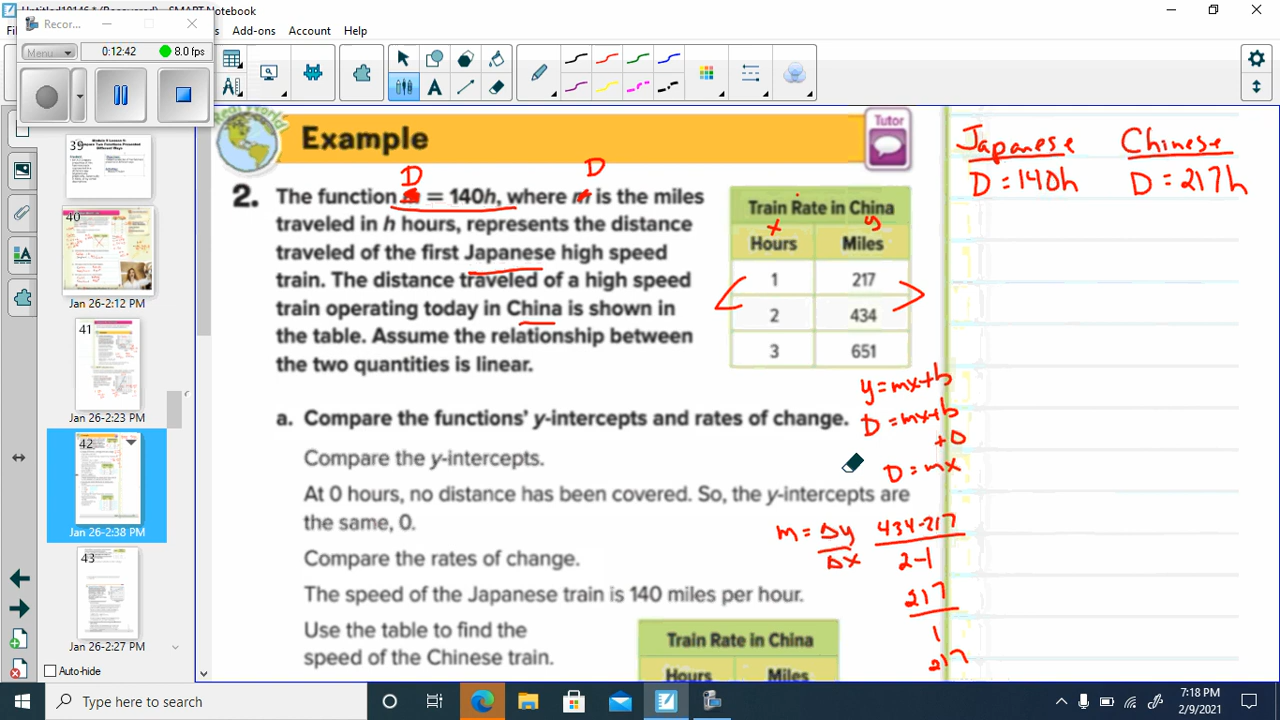 Recor...
Menu
0:12:42
8.0 fps
SMART Notebook
Add-ons
Account
Help
39
40
Jan 26-2:12 PM
41
Jan 26-2:23 PM
42
Jan 26-2:38 PM
43
Jan 26-2:27 PM
Auto-hide
Real World
Example
Tutor
D
D
2. The function = 140h, where m is the miles
traveled in h hours, represents the distance
traveled of the first Japanese high speed
train. The distance traveled of a high speed
train operating today in China is shown in
the table. Assume the relationship between
the two quantities is linear.
Train Rate in China
x y
Hours Miles
1 217
2 434
3 651
Japanese Chinese
D = 140h D = 217h
a. Compare the functions' y-intercepts and rates of change.
Compare the y-intercepts.
At 0 hours, no distance has been covered. So, the y-intercepts are
the same, 0.
Compare the rates of change.
The speed of the Japanese train is 140 miles per hour.
Use the table to find the
speed of the Chinese train.
y = mx+b
D = mx+b
+0
D = mx
m = Δy 434-217
Δx 2-1
217
1
217
Train Rate in China
Hours Miles
Type here to search
7:18 PM
2/9/2021